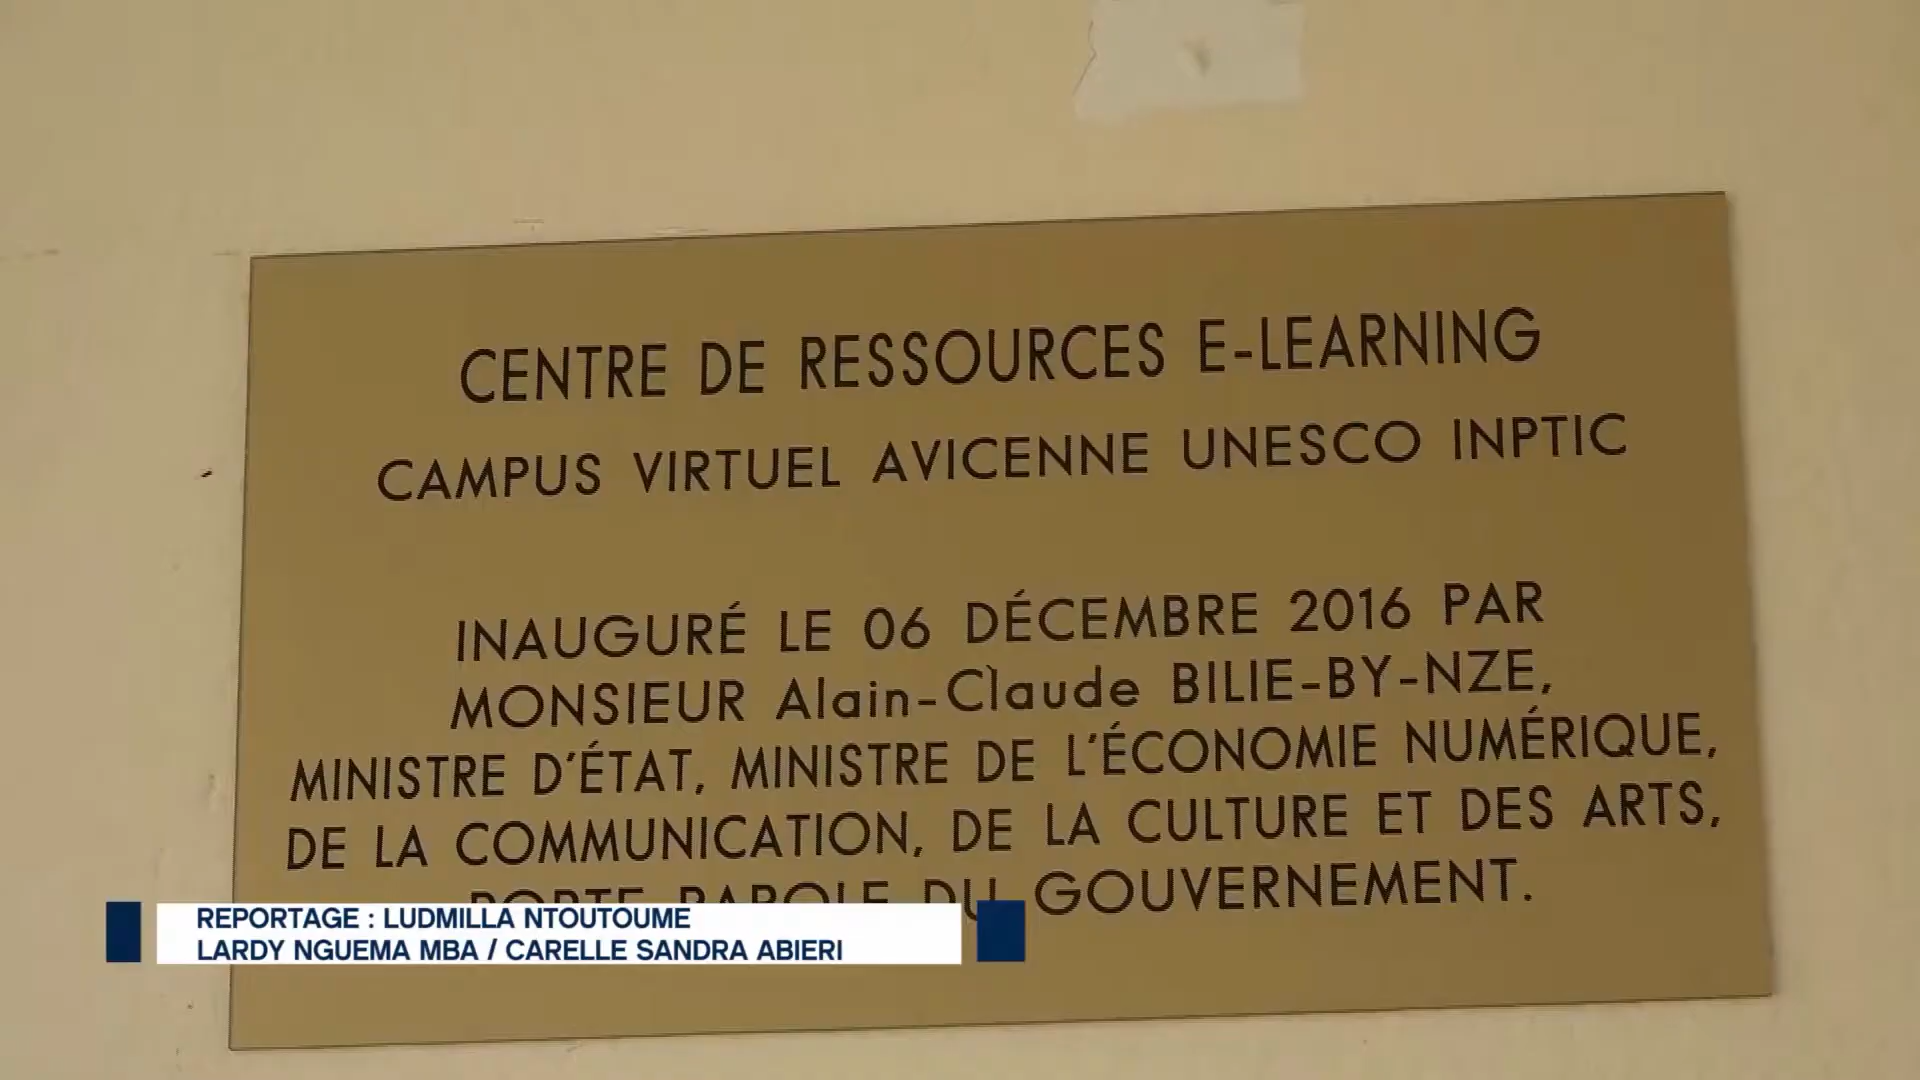 CENTRE DE RESSOURCES E-LEARNING
CAMPUS VIRTUEL AVICENNE UNESCO INPTIC
INAUGURÉ LE 06 DÉCEMBRE 2016 PAR
MONSIEUR Alain-Claude BILIE-BY-NZE,
MINISTRE D'ÉTAT, MINISTRE DE L'ÉCONOMIE NUMÉRIQUE,
DE LA COMMUNICATION, DE LA CULTURE ET DES ARTS,
PORTE PAROLE DU GOUVERNEMENT.
REPORTAGE : LUDMILLA NTOUTOUME
LARDY NGUEMA MBA / CARELLE SANDRA ABIERI